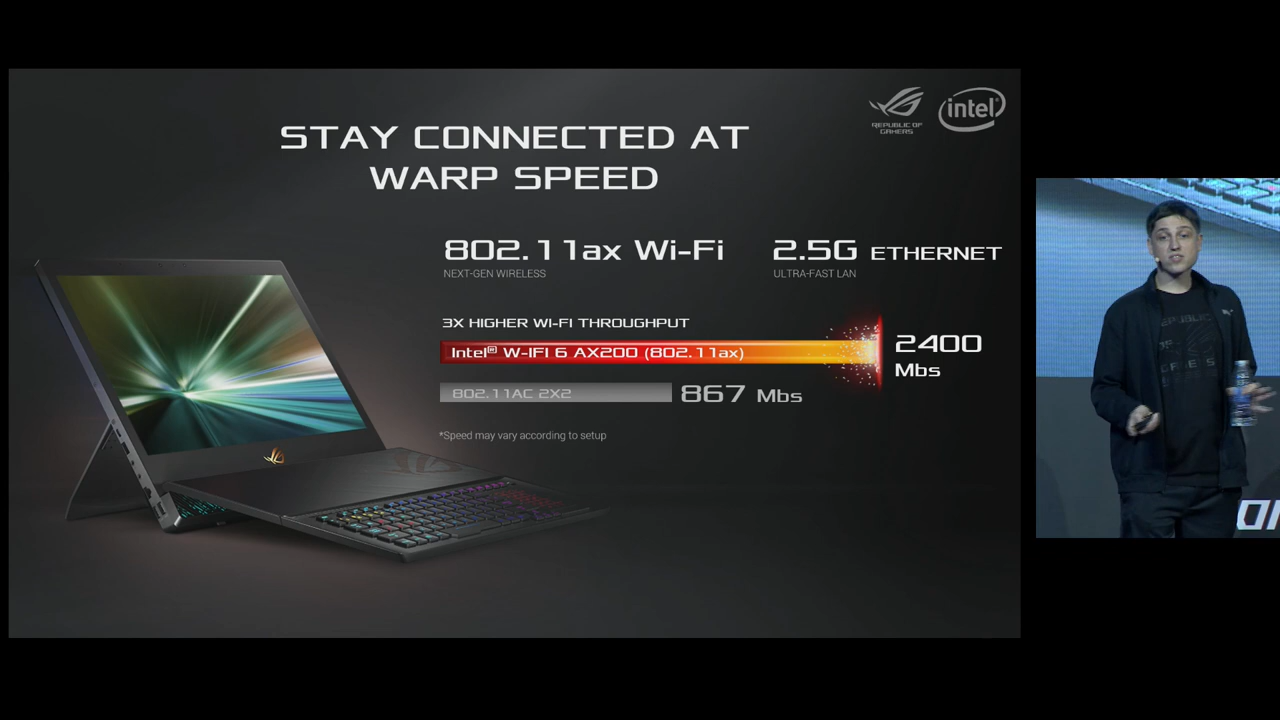 REPUBLIC OF
GAMERS
intel
STAY CONNECTED AT
WARP SPEED
802.11ax Wi-Fi
NEXT-GEN WIRELESS
2.5G ETHERNET
ULTRA-FAST LAN
3X HIGHER WI-FI THROUGHPUT
Intel® W-IFI 6 AX200 (802.11ax)
2400
Mbs
802.11AC 2X2
867 Mbs
*Speed may vary according to setup